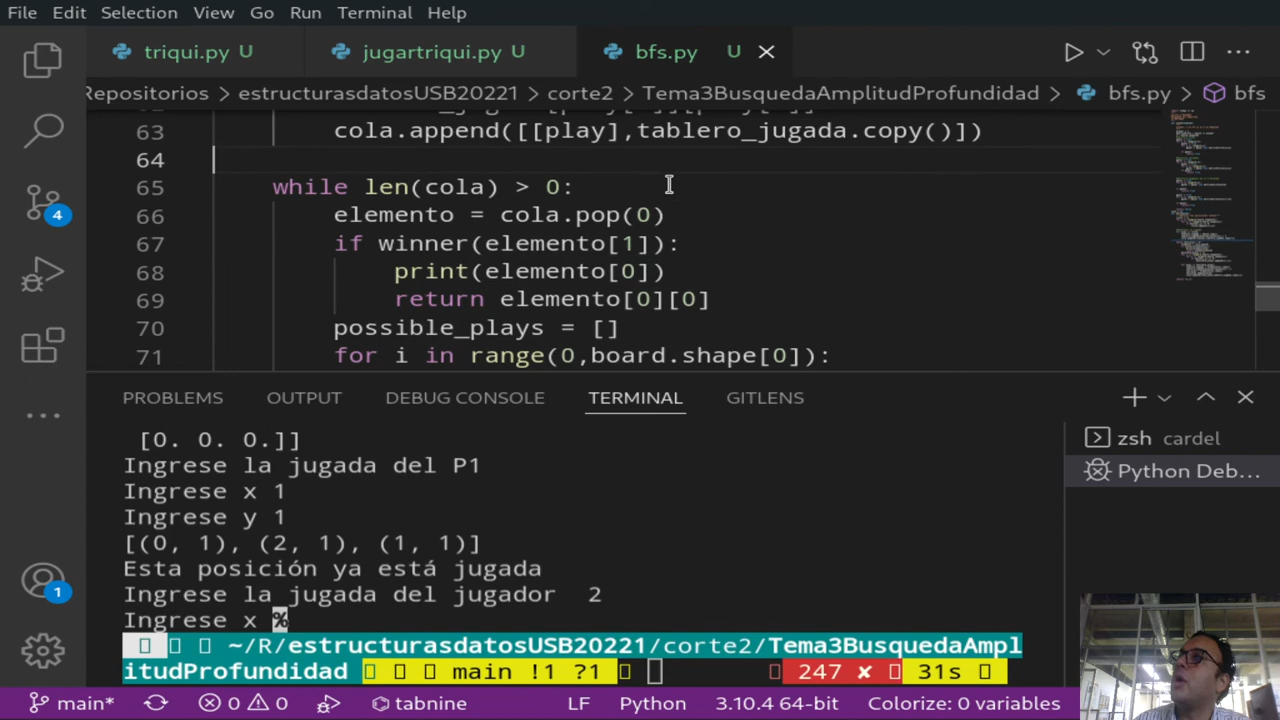 File Edit Selection View Go Run Terminal Help
triqui.py U jugartriqui.py U bfs.py U
Repositorios > estructurasdatosUSB20221 > corte2 > Tema3BusquedaAmplitudProfundidad > bfs.py > bfs
63 cola.append([[play],tablero_jugada.copy()])
64
65 while len(cola) > 0:
66 elemento = cola.pop(0)
67 if winner(elemento[1]):
68 print(elemento[0])
69 return elemento[0][0]
70 possible_plays = []
71 for i in range(0,board.shape[0]):
4
PROBLEMS OUTPUT DEBUG CONSOLE TERMINAL GITLENS
[0. 0. 0.]]
Ingrese la jugada del P1
Ingrese x 1
Ingrese y 1
[(0, 1), (2, 1), (1, 1)]
Esta posición ya está jugada
Ingrese la jugada del jugador 2
Ingrese x %
~/R/estructurasdatosUSB20221/corte2/Tema3BusquedaAmpl
itudProfundidad main !1 ?1 247 ✘ 31s
zsh cardel
Python Deb...
1
main* 0 0 tabnine LF Python 3.10.4 64-bit Colorize: 0 variables